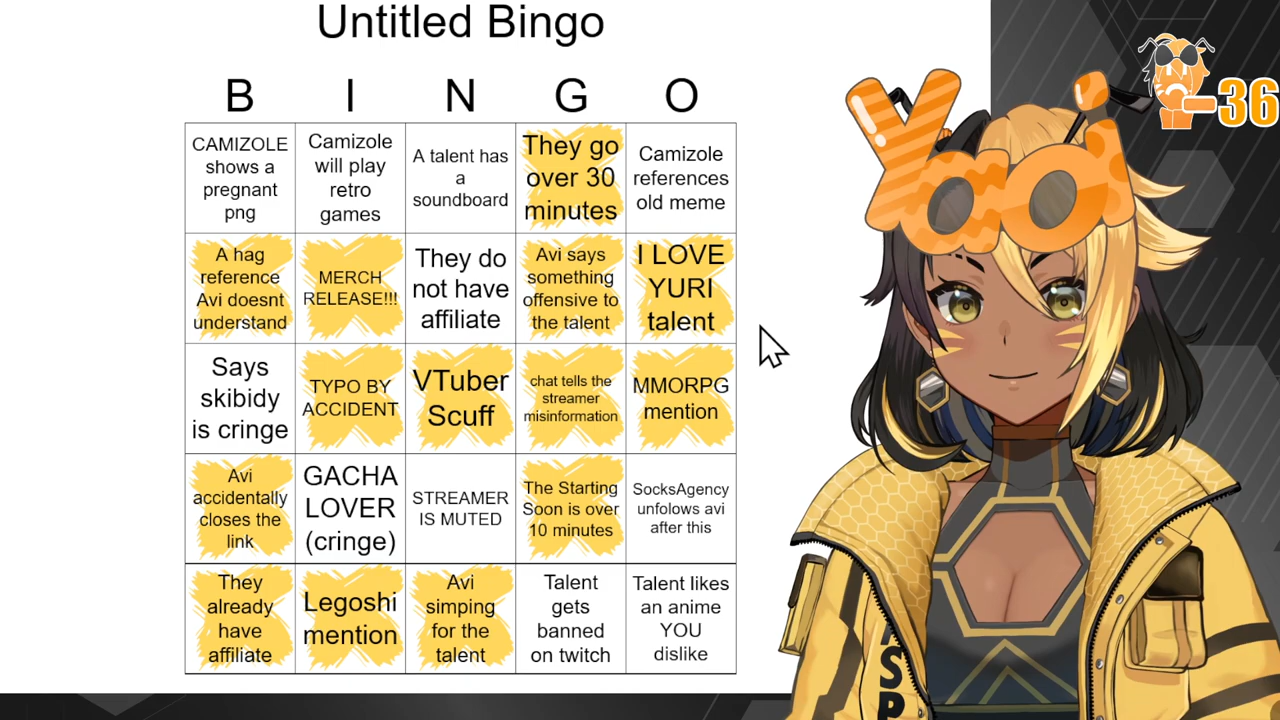 Untitled Bingo
B I N G O
CAMIZOLE
shows a
pregnant
png
Camizole
will play
retro
games
A talent has
a
soundboard
They go
over 30
minutes
Camizole
references
old meme
A hag
reference
Avi doesnt
understand
MERCH
RELEASE!!!
They do
not have
affiliate
Avi says
something
offensive to
the talent
I LOVE
YURI
talent
Says
skibidy
is cringe
TYPO BY
ACCIDENT
VTuber
Scuff
chat tells the
streamer
misinformation
MMORPG
mention
Avi
accidentally
closes the
link
GACHA
LOVER
(cringe)
STREAMER
IS MUTED
The Starting
Soon is over
10 minutes
SocksAgency
unfolows avi
after this
They
already
have
affiliate
Legoshi
mention
Avi
simping
for the
talent
Talent
gets
banned
on twitch
Talent likes
an anime
YOU
dislike
-36
Yaoi